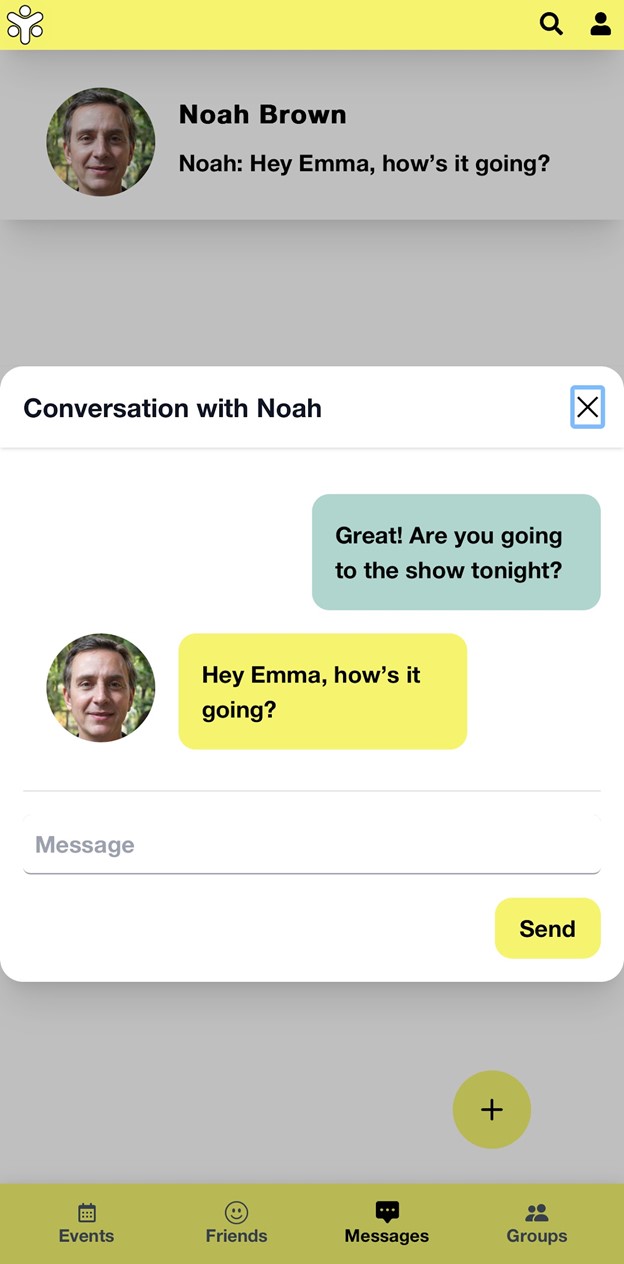 Noah Brown
Noah: Hey Emma, how’s it going?
Conversation with Noah
Great! Are you going
to the show tonight?
Hey Emma, how’s it
going?
Message
Send
Events
Friends
Messages
Groups